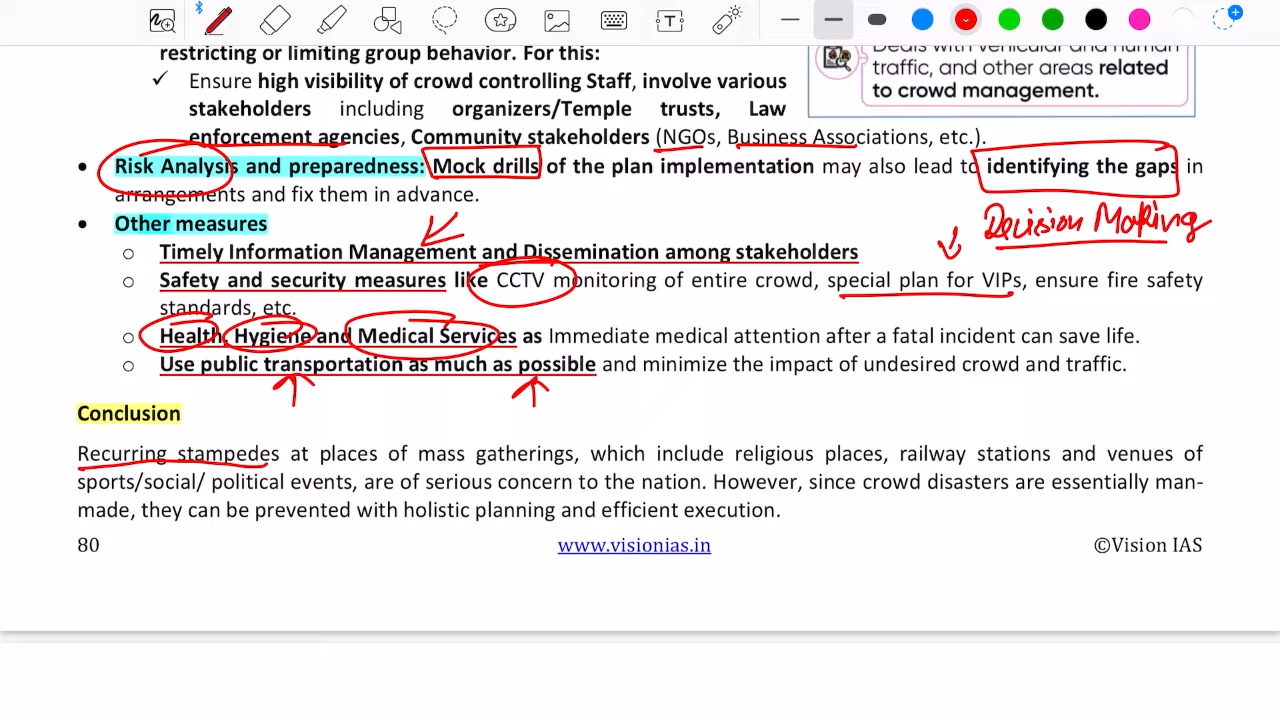 restricting or limiting group behavior. For this:
✓ Ensure high visibility of crowd controlling Staff, involve various
stakeholders including organizers/Temple trusts, Law
enforcement agencies, Community stakeholders (NGOs, Business Associations, etc.).
Deals with vehicular and human
traffic, and other areas related
to crowd management.
• Risk Analysis and preparedness: Mock drills of the plan implementation may also lead to identifying the gaps in
arrangements and fix them in advance.
Decision Making
• Other measures
o Timely Information Management and Dissemination among stakeholders
o Safety and security measures like CCTV monitoring of entire crowd, special plan for VIPs, ensure fire safety
standards, etc.
o Health, Hygiene and Medical Services as Immediate medical attention after a fatal incident can save life.
o Use public transportation as much as possible and minimize the impact of undesired crowd and traffic.
Conclusion
Recurring stampedes at places of mass gatherings, which include religious places, railway stations and venues of
sports/social/ political events, are of serious concern to the nation. However, since crowd disasters are essentially man-
made, they can be prevented with holistic planning and efficient execution.
80 www.visionias.in ©Vision IAS